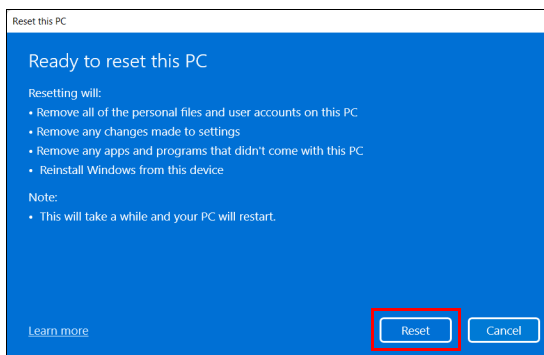 Reset this PC
Ready to reset this PC
Resetting will:
• Remove all of the personal files and user accounts on this PC
• Remove any changes made to settings
• Remove any apps and programs that didn't come with this PC
• Reinstall Windows from this device
Note:
• This will take a while and your PC will restart.
Learn more
Reset
Cancel